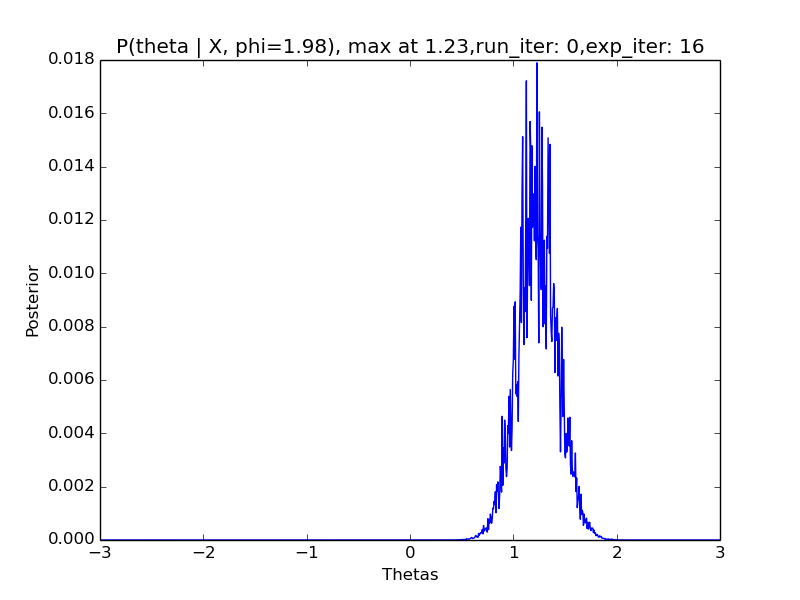 P(theta | X, phi=1.98), max at 1.23,run_iter: 0,exp_iter: 16
0.018
0.016
0.014
0.012
0.010
0.008
0.006
0.004
0.002
0.000
Posterior
−3 −2 −1 0 1 2 3
Thetas